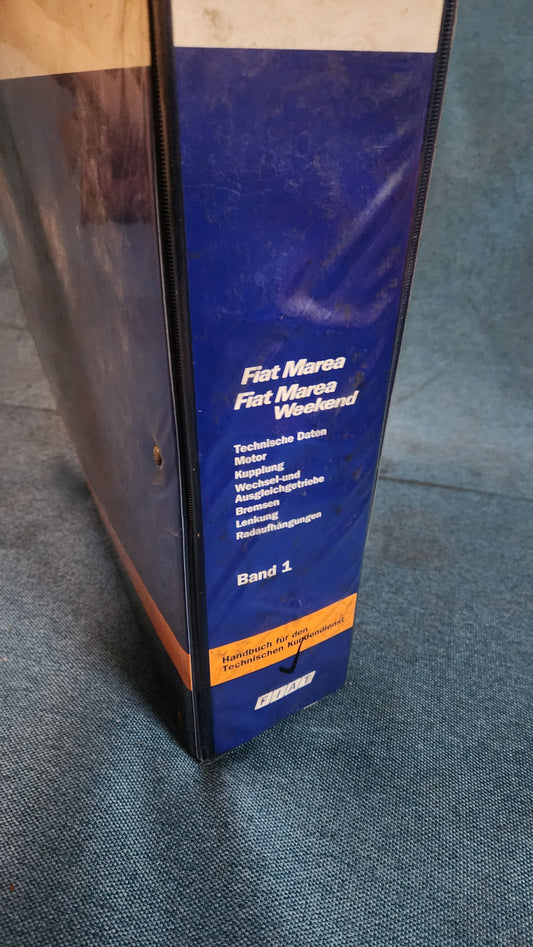 Fiat Marea
Fiat Marea
Weekend
Technische Daten
Motor
Kupplung
Wechsel-und
Ausgleichgetriebe
Bremsen
Lenkung
Radaufhängungen
Band 1
Handbuch für den
Technischen Kundendienst
FIAT